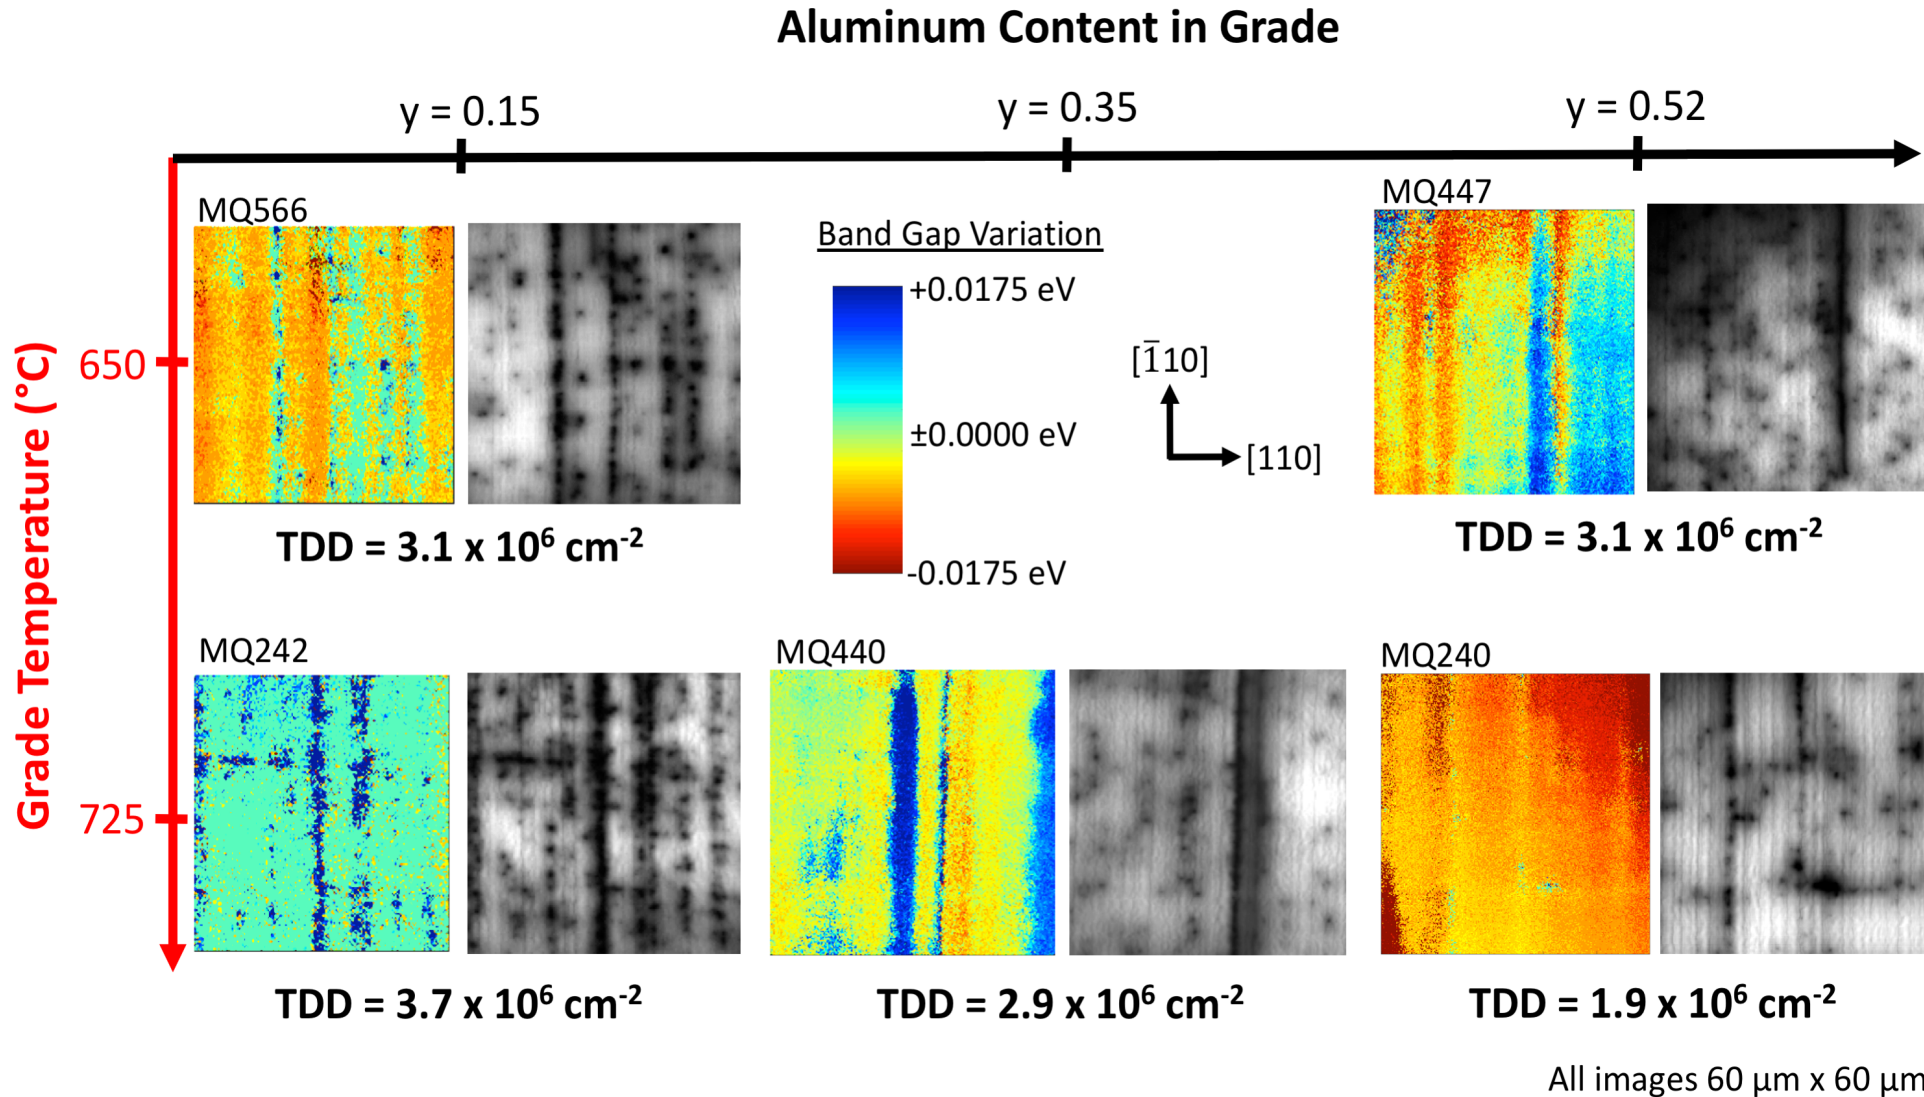 Aluminum Content in Grade
y = 0.15
y = 0.35
y = 0.52
Grade Temperature (°C)
650
725
MQ566
TDD = 3.1 x 10⁶ cm⁻²
Band Gap Variation
+0.0175 eV
±0.0000 eV
-0.0175 eV
[1̄10]
[110]
MQ447
TDD = 3.1 x 10⁶ cm⁻²
MQ242
TDD = 3.7 x 10⁶ cm⁻²
MQ440
TDD = 2.9 x 10⁶ cm⁻²
MQ240
TDD = 1.9 x 10⁶ cm⁻²
All images 60 µm x 60 µm